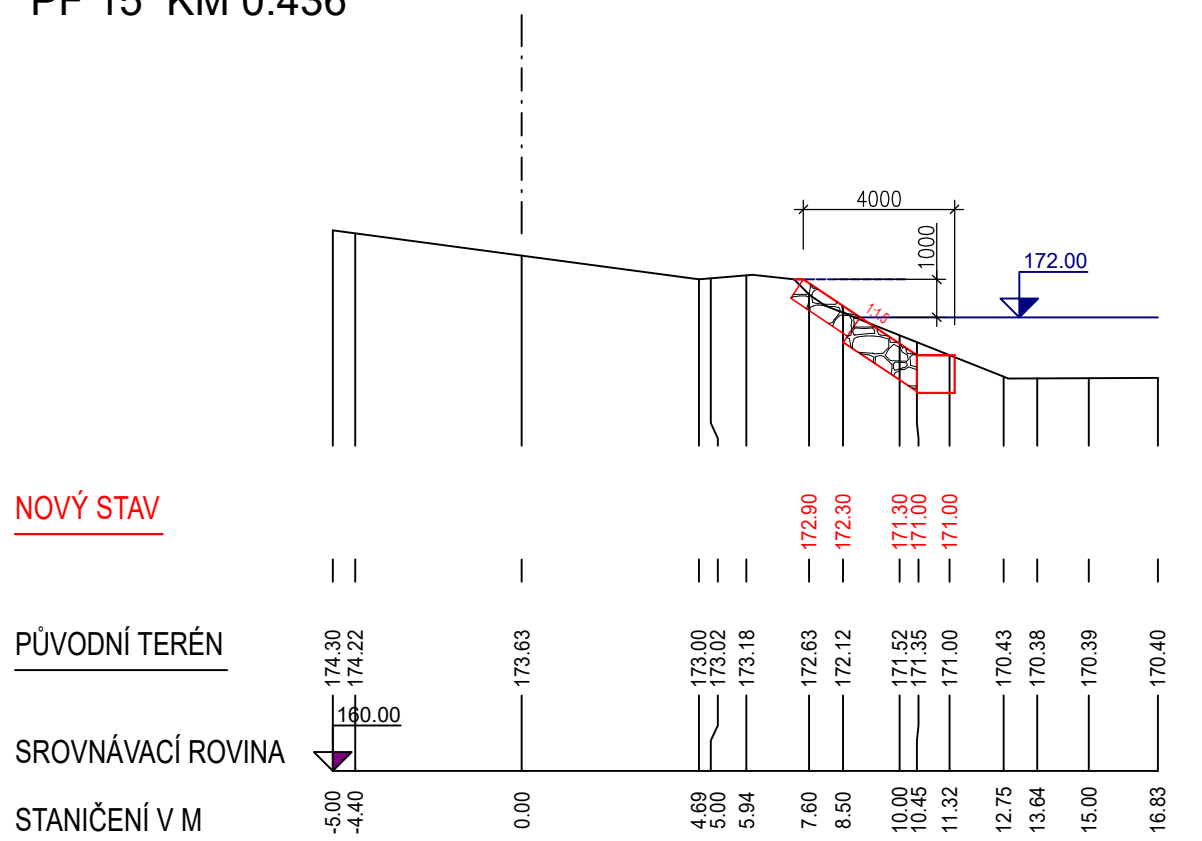 PF 15 KM 0.436
4000
1000
172.00
1:1.5
NOVÝ STAV
172.90 172.30 171.30 171.00 171.00
PŮVODNÍ TERÉN
174.30 174.22 173.63 173.00 173.02 173.18 172.63 172.12 171.52 171.35 171.00 170.43 170.38 170.39 170.40
160.00
SROVNÁVACÍ ROVINA
STANIČENÍ V M
-5.00 -4.40 0.00 4.69 5.00 5.94 7.60 8.50 10.00 10.45 11.32 12.75 13.64 15.00 16.83